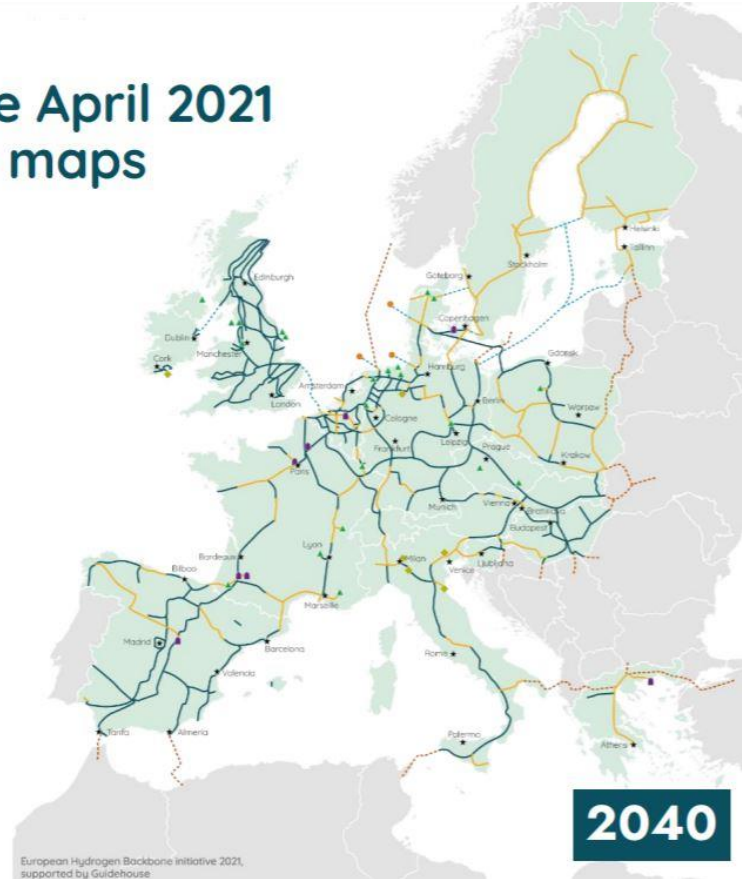 e April 2021
maps
Helsinki
Tallinn
Stockholm
Göteborg
Edinburgh
Copenhagen
Dublin
Manchester
Gdansk
Cork
Hamburg
Amsterdam
Berlin
Warsaw
London
Cologne
Leipzig
Frankfurt
Prague
Krakow
Paris
Munich
Vienna
Bratislava
Budapest
Lyon
Bordeaux
Milan
Ljubljana
Venice
Bilbao
Marseille
Madrid
Barcelona
Rome
Valencia
Tarifa
Almeria
Palermo
Athens
2040
European Hydrogen Backbone initiative 2021,
supported by Guidehouse